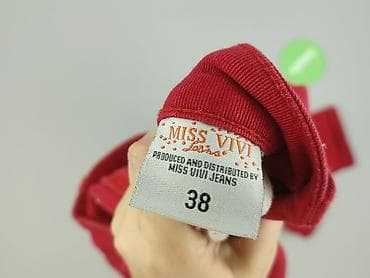 MISS VIVI
Jeans
PRODUCED AND DISTRIBUTED BY
MISS VIVI JEANS
38